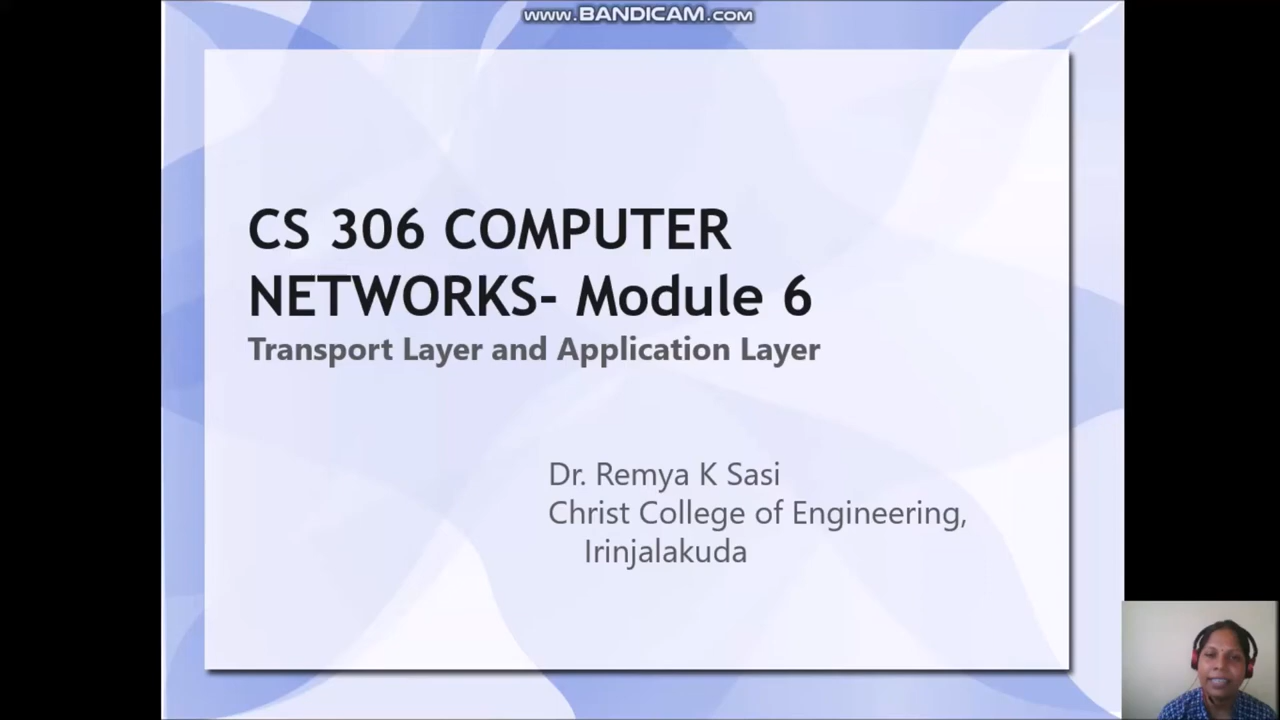 www.BANDICAM.com
CS 306 COMPUTER
NETWORKS- Module 6
Transport Layer and Application Layer
Dr. Remya K Sasi
Christ College of Engineering,
Irinjalakuda